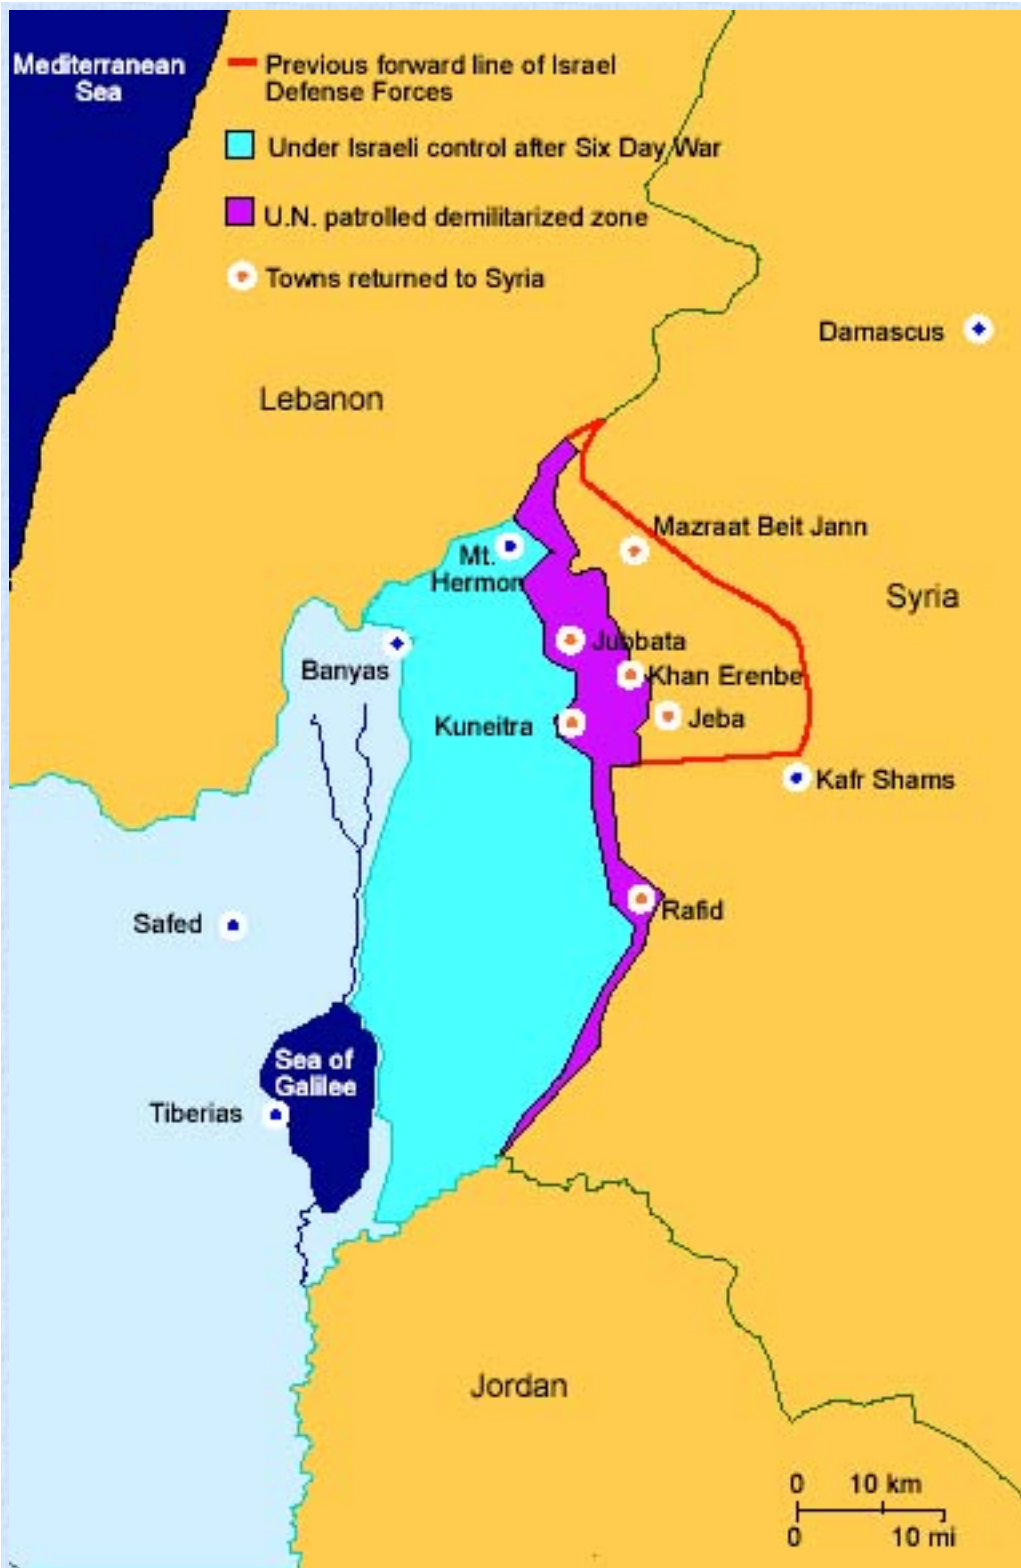 Mediterranean
Sea
Previous forward line of Israel
Defense Forces
Under Israeli control after Six Day War
U.N. patrolled demilitarized zone
Towns returned to Syria
Damascus
Lebanon
Mazraat Beit Jann
Mt.
Hermon
Syria
Jubbata
Banyas
Khan Erenbe
Kuneitra
Jeba
Kafr Shams
Rafid
Safed
Sea of
Galilee
Tiberias
Jordan
0 10 km
0 10 mi